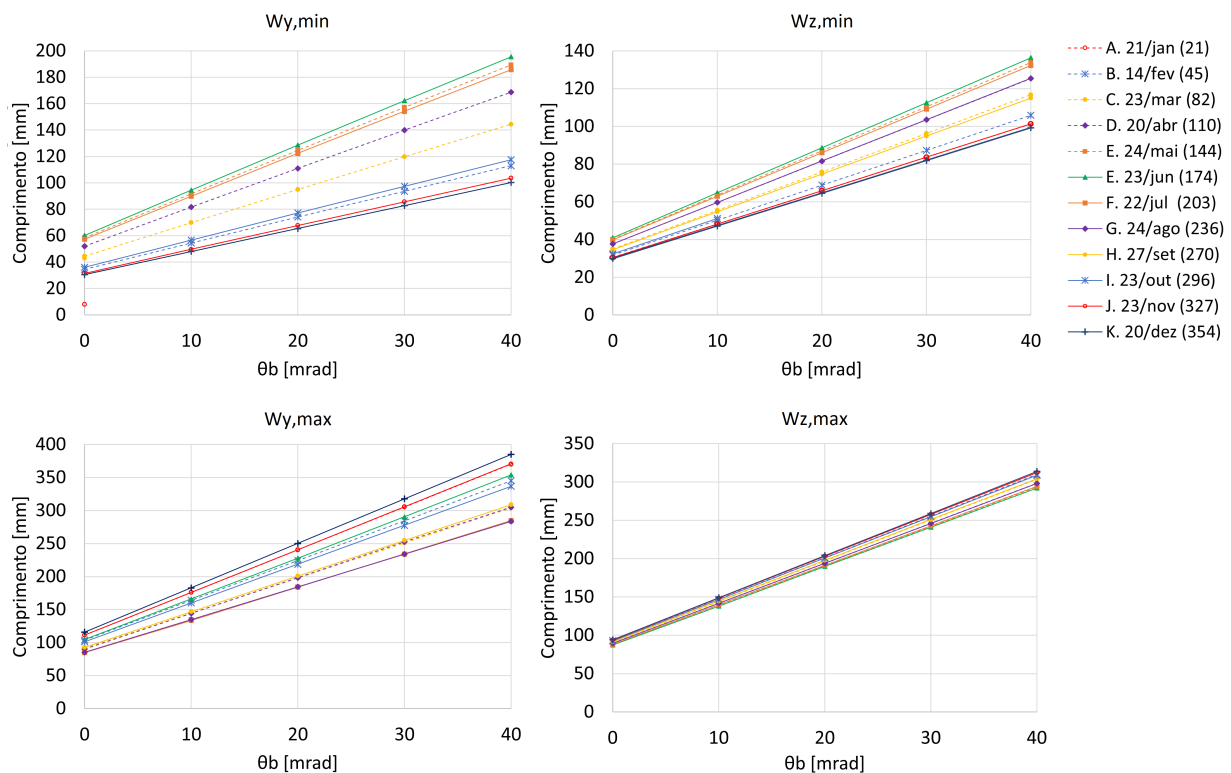 Wy,min
Comprimento [mm]
200
180
160
140
120
100
80
60
40
20
0
0 10 20 30 40
θb [mrad]
Wz,min
Comprimento [mm]
140
120
100
80
60
40
20
0
0 10 20 30 40
θb [mrad]
A. 21/jan (21)
B. 14/fev (45)
C. 23/mar (82)
D. 20/abr (110)
E. 24/mai (144)
E. 23/jun (174)
F. 22/jul (203)
G. 24/ago (236)
H. 27/set (270)
I. 23/out (296)
J. 23/nov (327)
K. 20/dez (354)
Wy,max
Comprimento [mm]
400
350
300
250
200
150
100
50
0
0 10 20 30 40
θb [mrad]
Wz,max
Comprimento [mm]
350
300
250
200
150
100
50
0
0 10 20 30 40
θb [mrad]